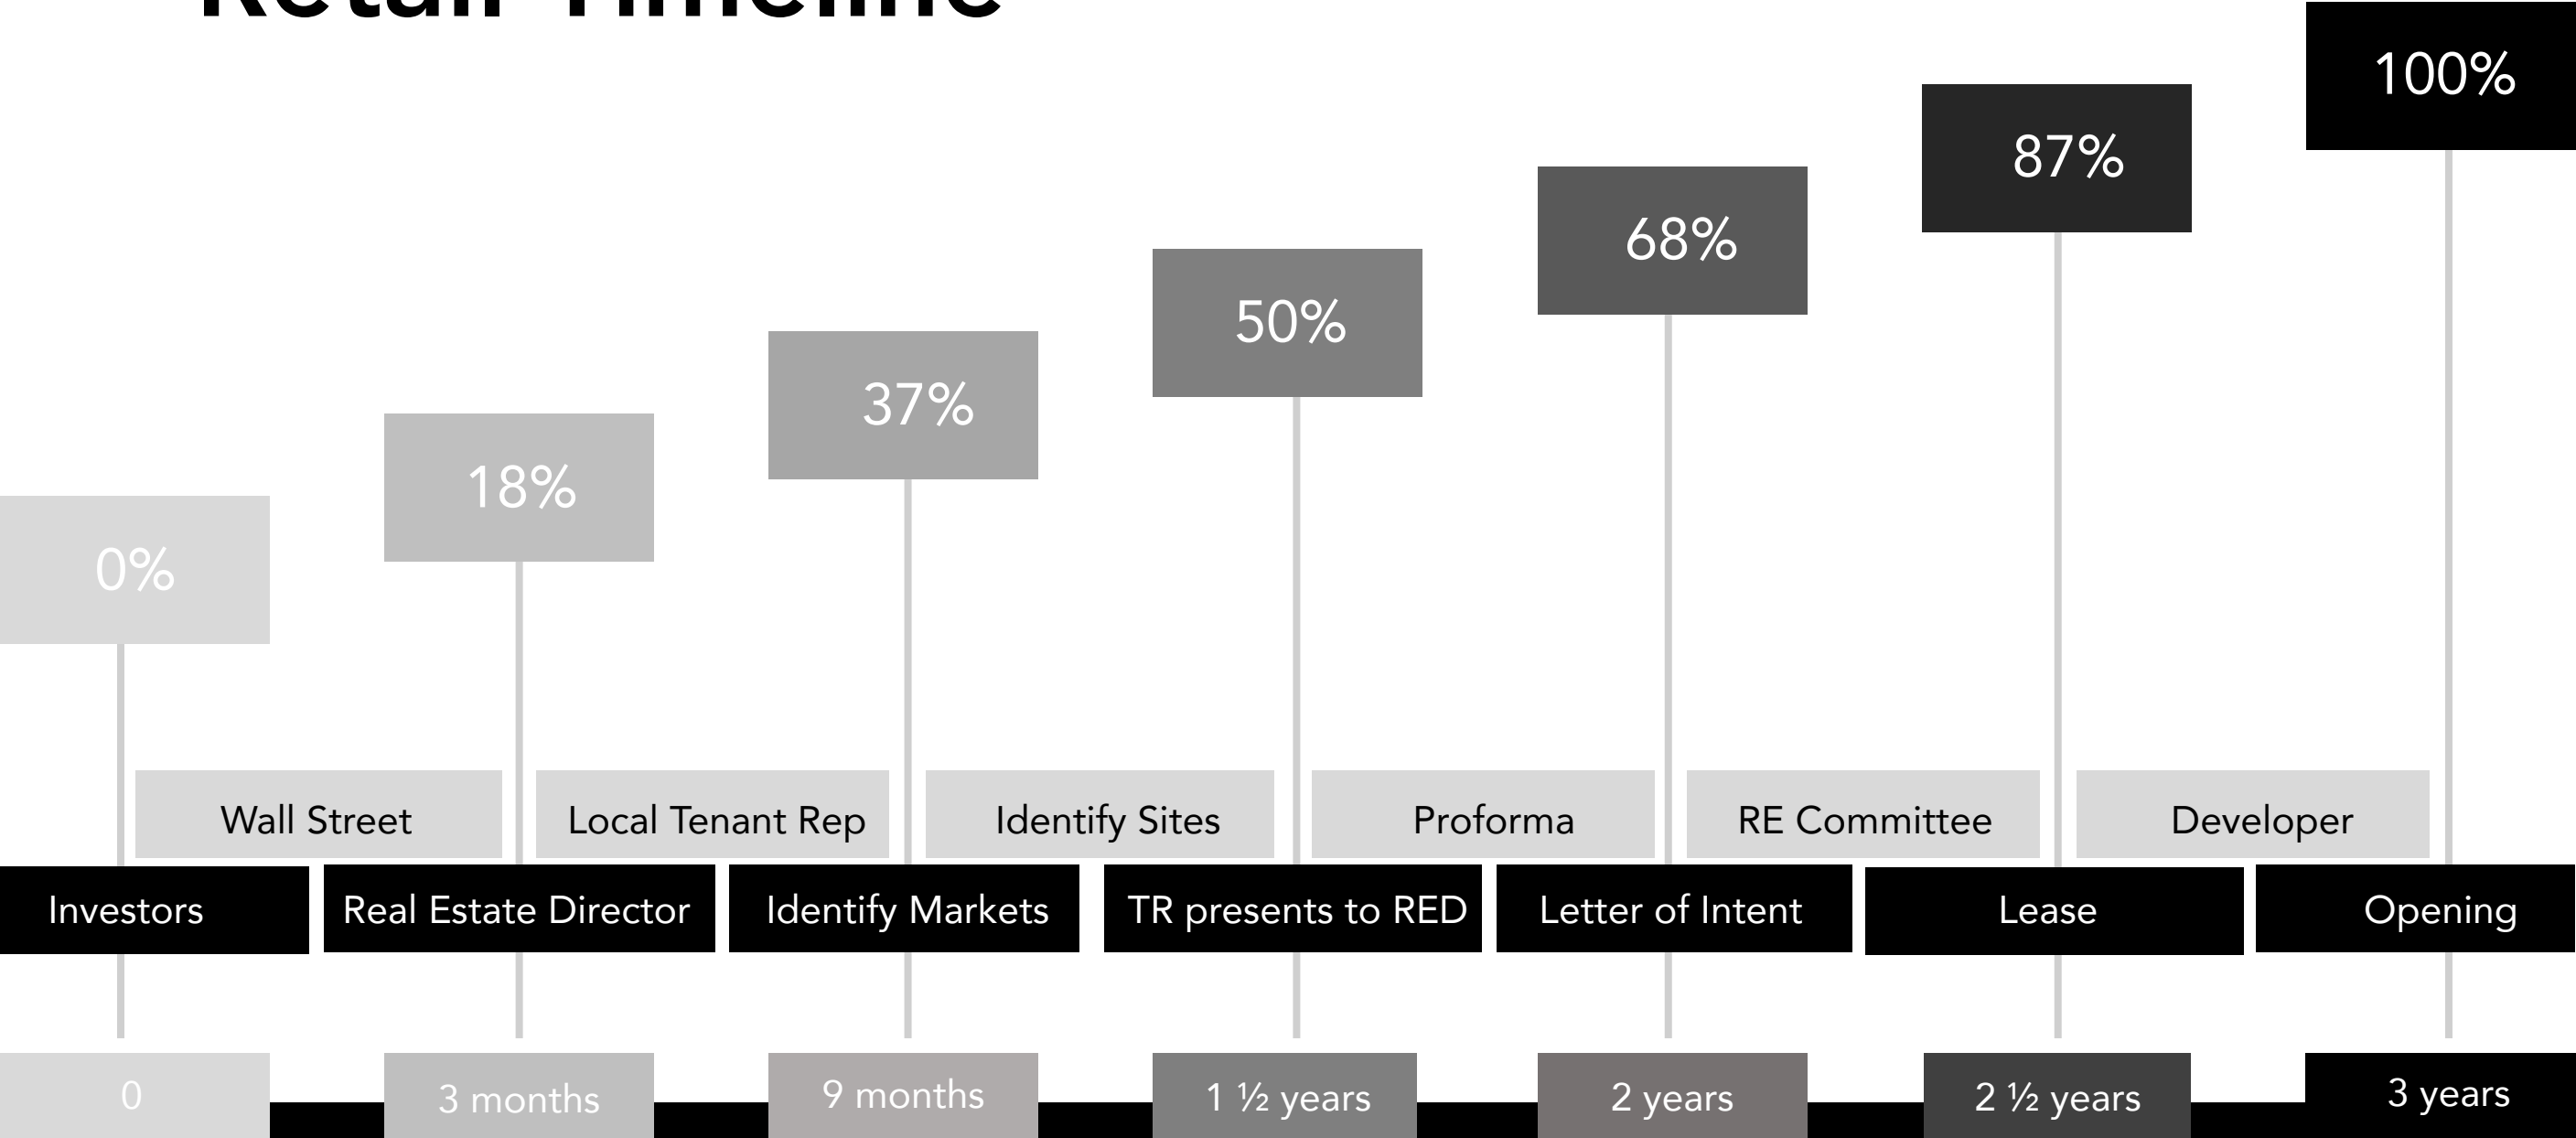 Retail Timeline
100%
87%
68%
50%
37%
18%
0%
Wall Street
Local Tenant Rep
Identify Sites
Proforma
RE Committee
Developer
Investors
Real Estate Director
Identify Markets
TR presents to RED
Letter of Intent
Lease
Opening
0
3 months
9 months
1 ½ years
2 years
2 ½ years
3 years